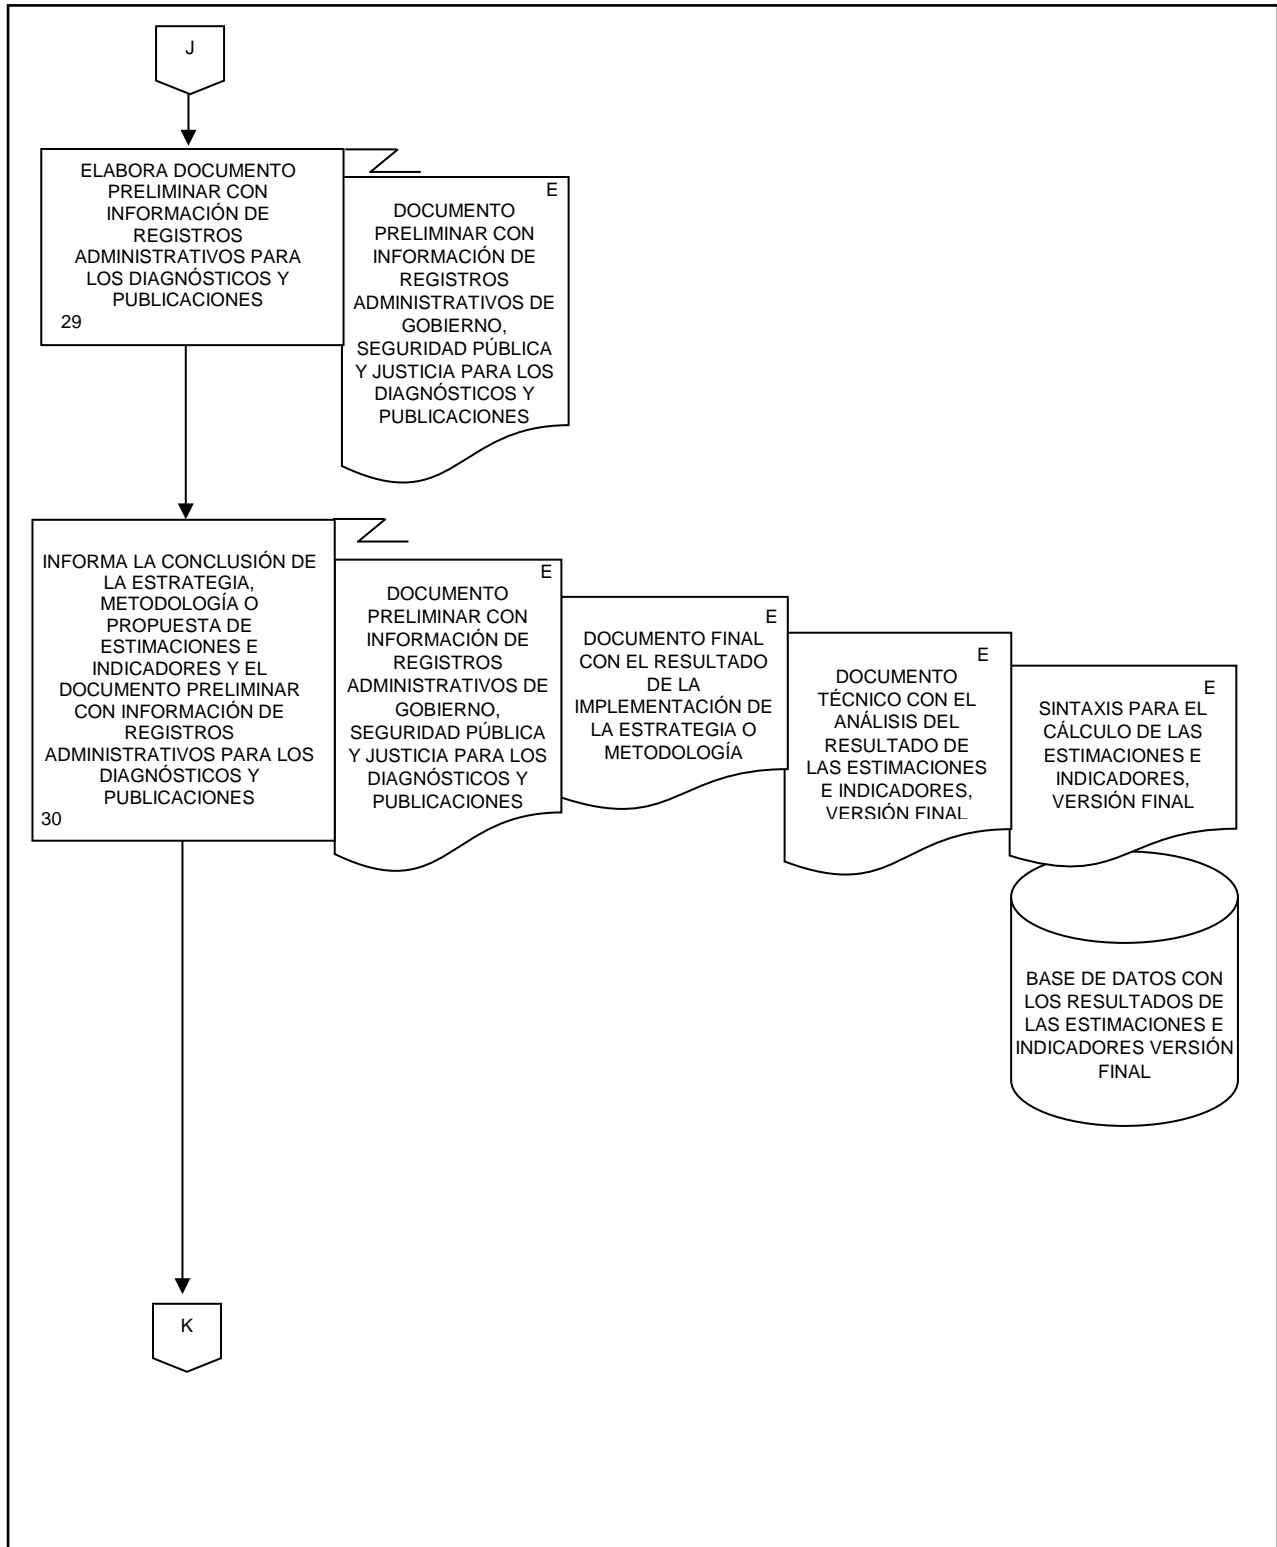 J
ELABORA DOCUMENTO
PRELIMINAR CON
INFORMACIÓN DE
REGISTROS
ADMINISTRATIVOS PARA
LOS DIAGNÓSTICOS Y
PUBLICACIONES
29
E
DOCUMENTO
PRELIMINAR CON
INFORMACIÓN DE
REGISTROS
ADMINISTRATIVOS DE
GOBIERNO,
SEGURIDAD PÚBLICA
Y JUSTICIA PARA LOS
DIAGNÓSTICOS Y
PUBLICACIONES
INFORMA LA CONCLUSIÓN DE
LA ESTRATEGIA,
METODOLOGÍA O
PROPUESTA DE
ESTIMACIONES E
INDICADORES Y EL
DOCUMENTO PRELIMINAR
CON INFORMACIÓN DE
REGISTROS
ADMINISTRATIVOS PARA LOS
DIAGNÓSTICOS Y
PUBLICACIONES
30
E
DOCUMENTO
PRELIMINAR CON
INFORMACIÓN DE
REGISTROS
ADMINISTRATIVOS DE
GOBIERNO,
SEGURIDAD PÚBLICA
Y JUSTICIA PARA LOS
DIAGNÓSTICOS Y
PUBLICACIONES
E
DOCUMENTO FINAL
CON EL RESULTADO
DE LA
IMPLEMENTACIÓN DE
LA ESTRATEGIA O
METODOLOGÍA
E
DOCUMENTO
TÉCNICO CON EL
ANÁLISIS DEL
RESULTADO DE
LAS ESTIMACIONES
E INDICADORES,
VERSIÓN FINAL
E
SINTAXIS PARA EL
CÁLCULO DE LAS
ESTIMACIONES E
INDICADORES,
VERSIÓN FINAL
BASE DE DATOS CON
LOS RESULTADOS DE
LAS ESTIMACIONES E
INDICADORES VERSIÓN
FINAL
K